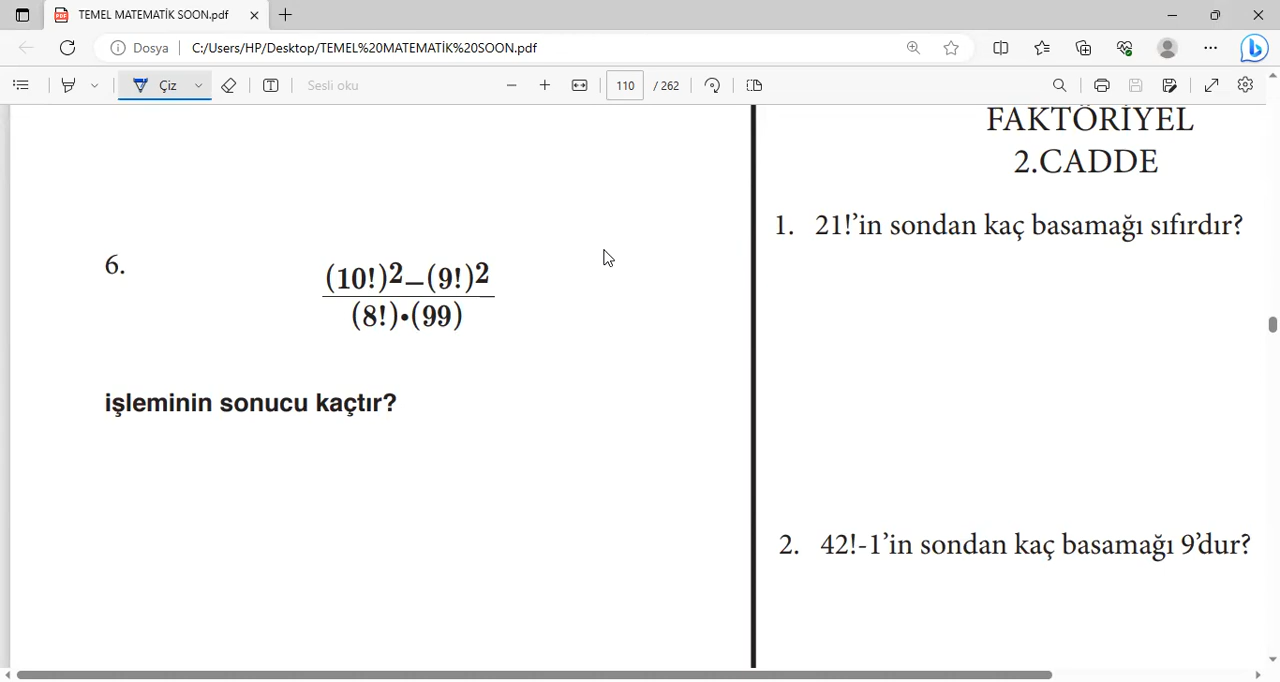 TEMEL MATEMATİK SOON.pdf
Dosya
C:/Users/HP/Desktop/TEMEL%20MATEMATİK%20SOON.pdf
Çiz
Sesli oku
110 / 262
6.
(10!)2–(9!)2
(8!)•(99)
işleminin sonucu kaçtır?
FAKTÖRİYEL
2.CADDE
1. 21!’in sondan kaç basamağı sıfırdır?
2. 42!-1’in sondan kaç basamağı 9’dur?